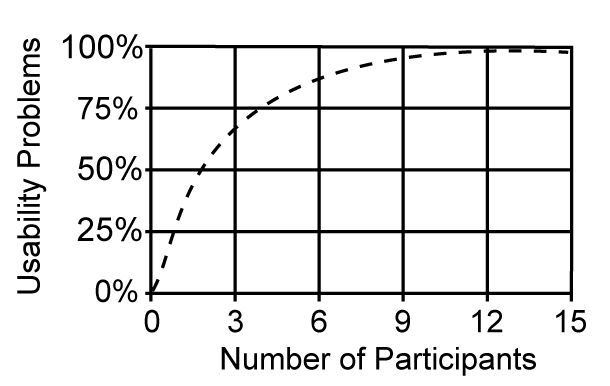 Usability Problems
100%
75%
50%
25%
0%
0 3 6 9 12 15
Number of Participants